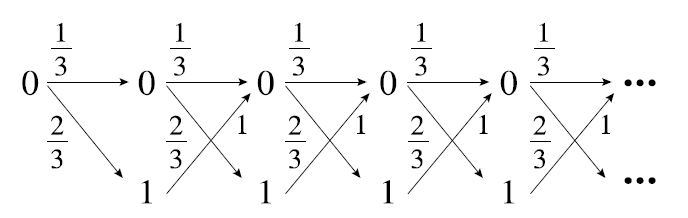 1/3 1/3 1/3 1/3 1/3
0 0 0 0 0 ...
2/3 2/3 1 2/3 1 2/3 1 2/3 1
1 1 1 1 ...